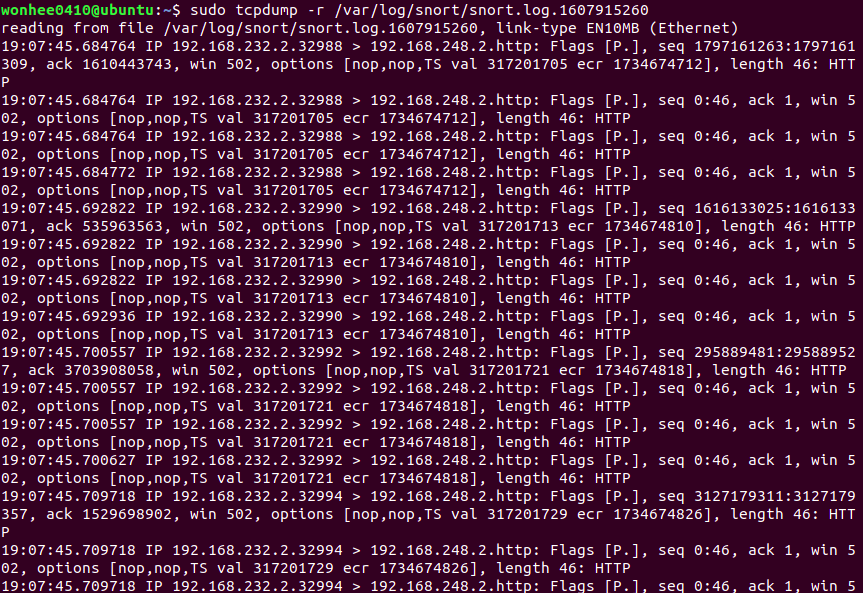 wonhee0410@ubuntu:~$ sudo tcpdump -r /var/log/snort/snort.log.1607915260
reading from file /var/log/snort/snort.log.1607915260, link-type EN10MB (Ethernet)
19:07:45.684764 IP 192.168.232.2.32988 > 192.168.248.2.http: Flags [P.], seq 1797161263:1797161
309, ack 1610443743, win 502, options [nop,nop,TS val 317201705 ecr 1734674712], length 46: HTT
P
19:07:45.684764 IP 192.168.232.2.32988 > 192.168.248.2.http: Flags [P.], seq 0:46, ack 1, win 5
02, options [nop,nop,TS val 317201705 ecr 1734674712], length 46: HTTP
19:07:45.684764 IP 192.168.232.2.32988 > 192.168.248.2.http: Flags [P.], seq 0:46, ack 1, win 5
02, options [nop,nop,TS val 317201705 ecr 1734674712], length 46: HTTP
19:07:45.684772 IP 192.168.232.2.32988 > 192.168.248.2.http: Flags [P.], seq 0:46, ack 1, win 5
02, options [nop,nop,TS val 317201705 ecr 1734674712], length 46: HTTP
19:07:45.692822 IP 192.168.232.2.32990 > 192.168.248.2.http: Flags [P.], seq 1616133025:1616133
071, ack 535963563, win 502, options [nop,nop,TS val 317201713 ecr 1734674810], length 46: HTTP
19:07:45.692822 IP 192.168.232.2.32990 > 192.168.248.2.http: Flags [P.], seq 0:46, ack 1, win 5
02, options [nop,nop,TS val 317201713 ecr 1734674810], length 46: HTTP
19:07:45.692822 IP 192.168.232.2.32990 > 192.168.248.2.http: Flags [P.], seq 0:46, ack 1, win 5
02, options [nop,nop,TS val 317201713 ecr 1734674810], length 46: HTTP
19:07:45.692936 IP 192.168.232.2.32990 > 192.168.248.2.http: Flags [P.], seq 0:46, ack 1, win 5
02, options [nop,nop,TS val 317201713 ecr 1734674810], length 46: HTTP
19:07:45.700557 IP 192.168.232.2.32992 > 192.168.248.2.http: Flags [P.], seq 295889481:29588952
7, ack 3703908058, win 502, options [nop,nop,TS val 317201721 ecr 1734674818], length 46: HTTP
19:07:45.700557 IP 192.168.232.2.32992 > 192.168.248.2.http: Flags [P.], seq 0:46, ack 1, win 5
02, options [nop,nop,TS val 317201721 ecr 1734674818], length 46: HTTP
19:07:45.700557 IP 192.168.232.2.32992 > 192.168.248.2.http: Flags [P.], seq 0:46, ack 1, win 5
02, options [nop,nop,TS val 317201721 ecr 1734674818], length 46: HTTP
19:07:45.700627 IP 192.168.232.2.32992 > 192.168.248.2.http: Flags [P.], seq 0:46, ack 1, win 5
02, options [nop,nop,TS val 317201721 ecr 1734674818], length 46: HTTP
19:07:45.709718 IP 192.168.232.2.32994 > 192.168.248.2.http: Flags [P.], seq 3127179311:3127179
357, ack 1529698902, win 502, options [nop,nop,TS val 317201729 ecr 1734674826], length 46: HTT
P
19:07:45.709718 IP 192.168.232.2.32994 > 192.168.248.2.http: Flags [P.], seq 0:46, ack 1, win 5
02, options [nop,nop,TS val 317201729 ecr 1734674826], length 46: HTTP
19:07:45.709718 IP 192.168.232.2.32994 > 192.168.248.2.http: Flags [P.], seq 0:46, ack 1, win 5